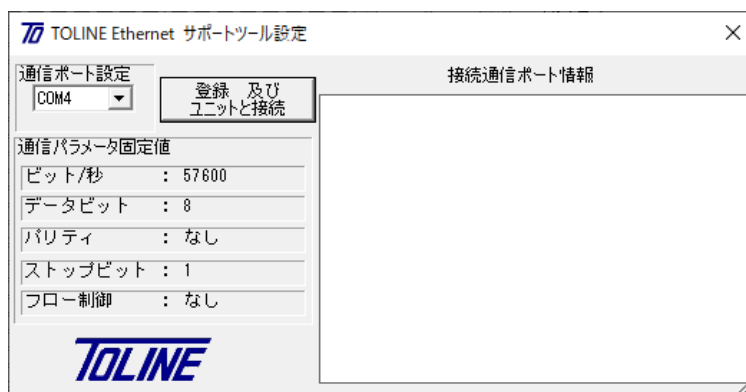 TO TOLINE Ethernet サポートツール設定
通信ポート設定
COM4
登録 及び
ユニットと接続
接続通信ポート情報
通信パラメータ固定値
ビット/秒 : 57600
データビット : 8
パリティ : なし
ストップビット : 1
フロー制御 : なし
TOLINE